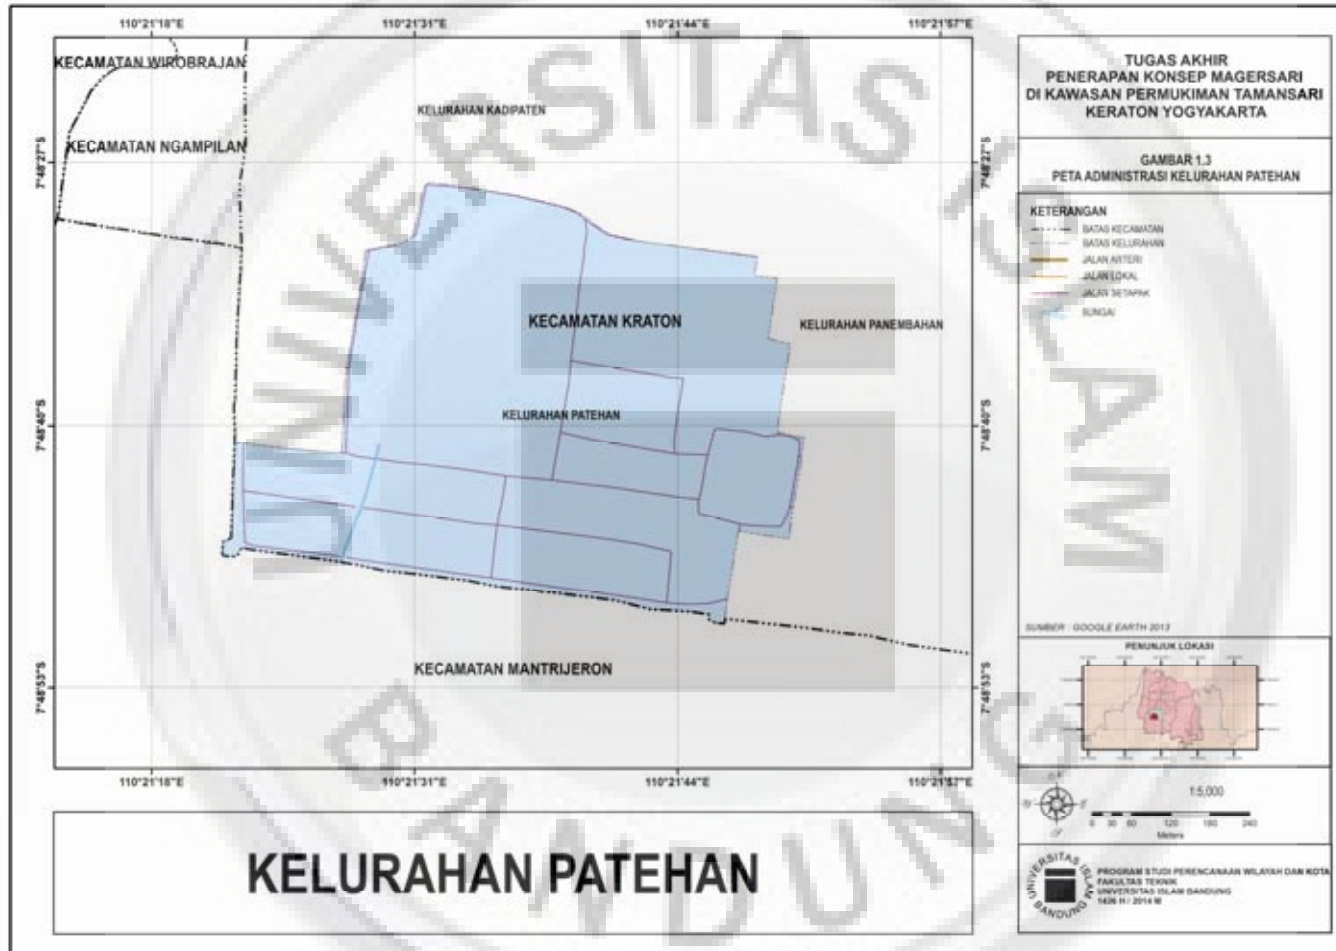 110°21'18"E
110°21'31"E
110°21'44"E
110°21'57"E
KECAMATAN WIROBRAJAN
KELURAHAN KADIPATEN
KECAMATAN NGAMPILAN
7°48'27"S
7°48'27"S
KECAMATAN KRATON
KELURAHAN PANEMBAHAN
KELURAHAN PATEHAN
7°48'40"S
7°48'40"S
KECAMATAN MANTRIJERON
7°48'53"S
7°48'53"S
110°21'18"E
110°21'31"E
110°21'44"E
110°21'57"E
KELURAHAN PATEHAN
TUGAS AKHIR
PENERAPAN KONSEP MAGERSARI
DI KAWASAN PERMUKIMAN TAMANSARI
KERATON YOGYAKARTA
GAMBAR 1.3
PETA ADMINISTRASI KELURAHAN PATEHAN
KETERANGAN
BATAS KECAMATAN
BATAS KELURAHAN
JALAN ARTERI
JALAN LOKAL
JALAN SETAPAK
SUNGAI
SUMBER : GOOGLE EARTH 2013
PENUNJUK LOKASI
1:5,000
0 30 60 120 180 240
Meters
UNIVERSITAS ISLAM
BANDUNG
PROGRAM STUDI PERENCANAAN WILAYAH DAN KOTA
FAKULTAS TEKNIK
UNIVERSITAS ISLAM BANDUNG
1436 H / 2014 M
UNIVERSITAS ISLAM
BANDUNG